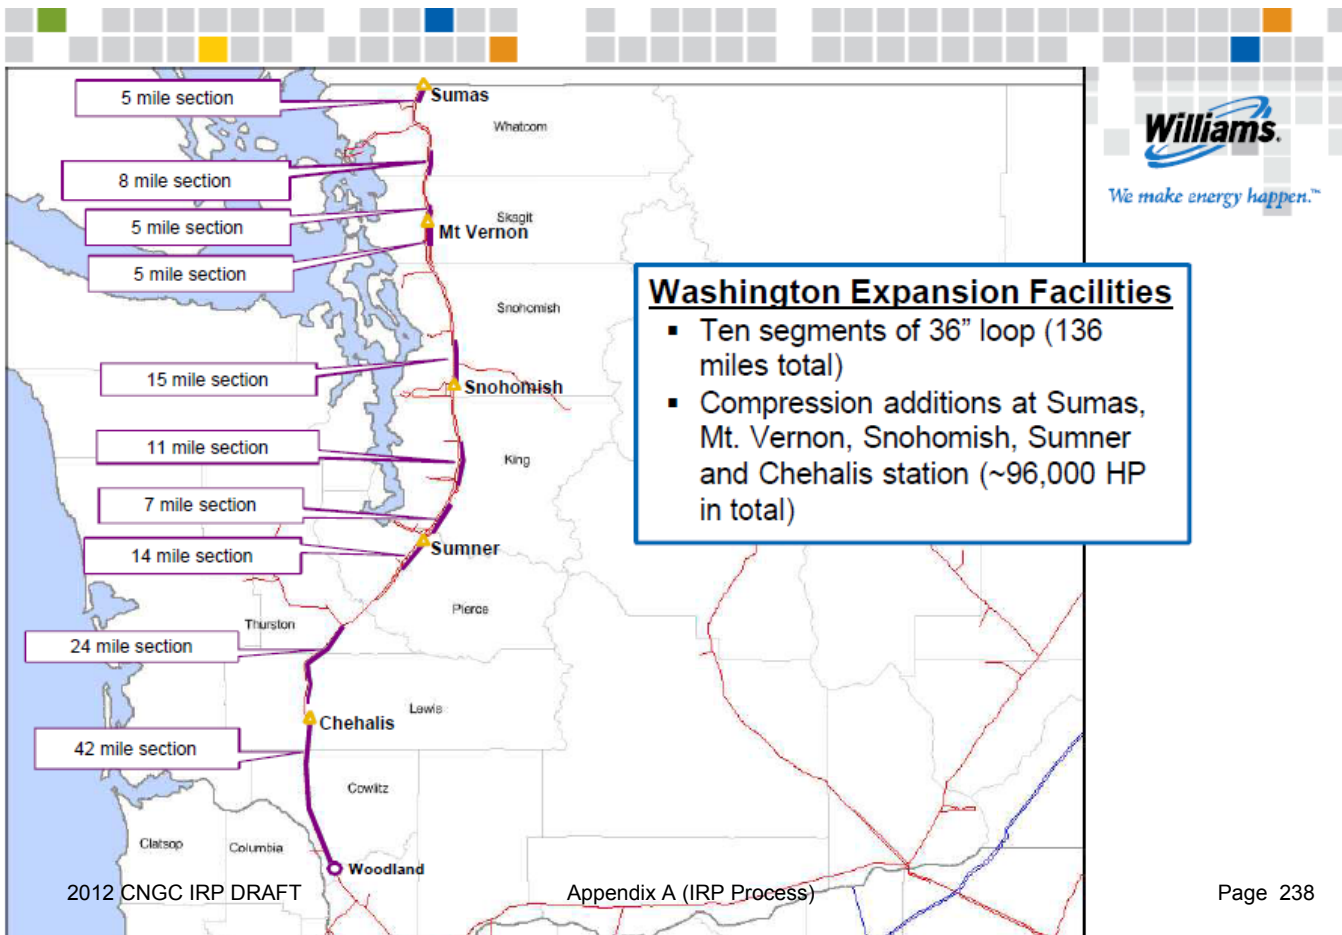 5 mile section
Sumas
Whatcom
Williams.
We make energy happen.™
8 mile section
5 mile section
Skagit
Mt Vernon
5 mile section
Washington Expansion Facilities
▪ Ten segments of 36” loop (136
miles total)
▪ Compression additions at Sumas,
Mt. Vernon, Snohomish, Sumner
and Chehalis station (~96,000 HP
in total)
Snohomish
15 mile section
Snohomish
11 mile section
King
7 mile section
14 mile section
Sumner
Pierce
Thurston
24 mile section
Lewis
Chehalis
42 mile section
Cowlitz
Clatsop
Columbia
Woodland
2012 CNGC IRP DRAFT
Appendix A (IRP Process)
Page 238